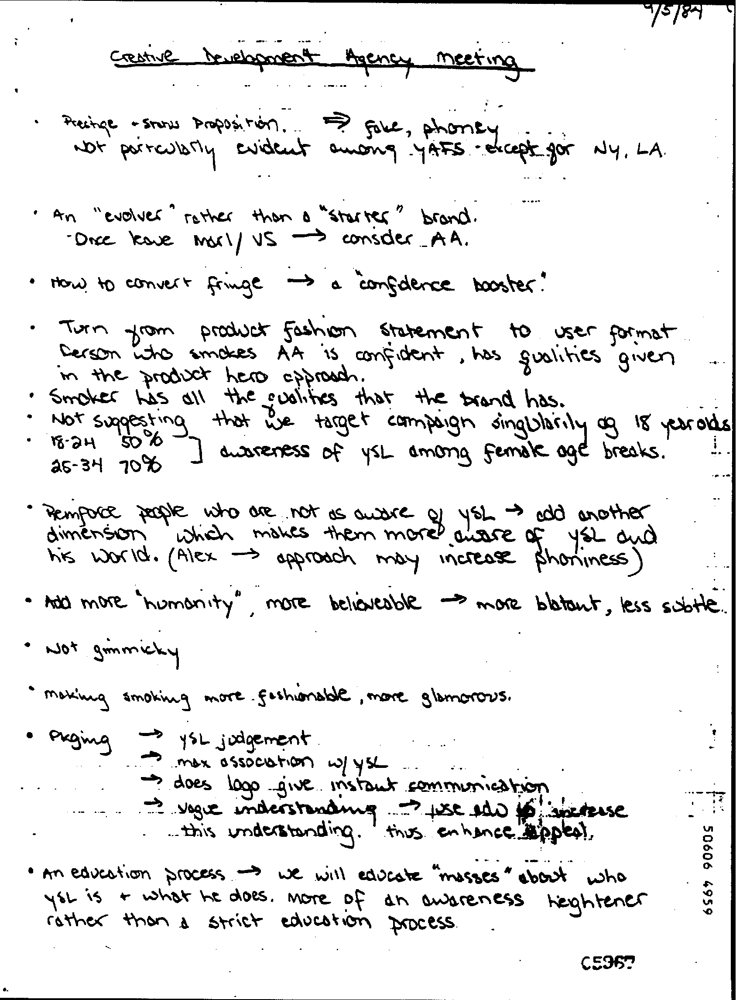 4/5/84
Creative Development Agency Meeting
· Prestige + Status Proposition. ⇒ fake, phoney
Not particularly evident among YAFS - except for NY, LA.
· An "evolver" rather than a "starter" brand.
- Once leave Marl/VS → consider AA.
· How to convert fringe → a "confidence booster."
· Turn from product fashion statement to user format
Person who smokes AA is confident, has qualities given
in the product hero approach.
· Smoker has all the qualities that the brand has.
· Not suggesting that we target campaign singularily ag 18 year olds
· 18-24 50% ] awareness of YSL among female age breaks.
25-34 70%
· Reinforce people who are not as aware of YSL → add another
dimension which makes them more aware of YSL and
his world. (Alex → approach may increase phoniness)
· Add more "humanity", more believeable → more blatant, less subtle.
· Not gimmicky
· making smoking more fashionable, more glamorous.
· Pkging → YSL judgement
→ max association w/ YSL
→ does logo give instant communication
→ vague understanding → use adv to increase
this understanding. thus enhance appeal.
· An education process → we will educate "masses" about who
YSL is + what he does. More of an awareness heightener
rather than a strict education process.
50606 4959
C5367